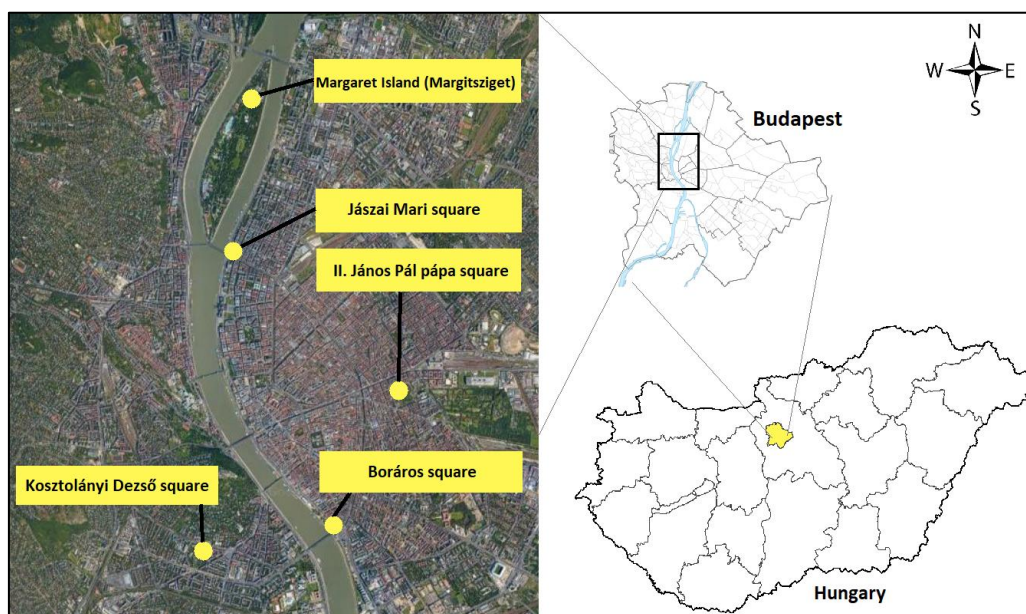 Margaret Island (Margitsziget)
Jászai Mari square
II. János Pál pápa square
Boráros square
Kosztolányi Dezső square
Budapest
N
W E
S
Hungary